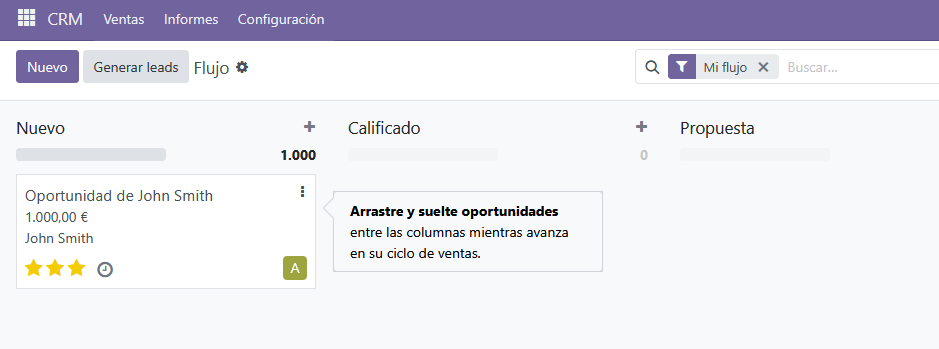 CRM Ventas Informes Configuración
Nuevo Generar leads Flujo Mi flujo Buscar...
Nuevo Calificado Propuesta
1.000 0
Oportunidad de John Smith
1.000,00 €
John Smith
A
Arrastre y suelte oportunidades
entre las columnas mientras avanza
en su ciclo de ventas.